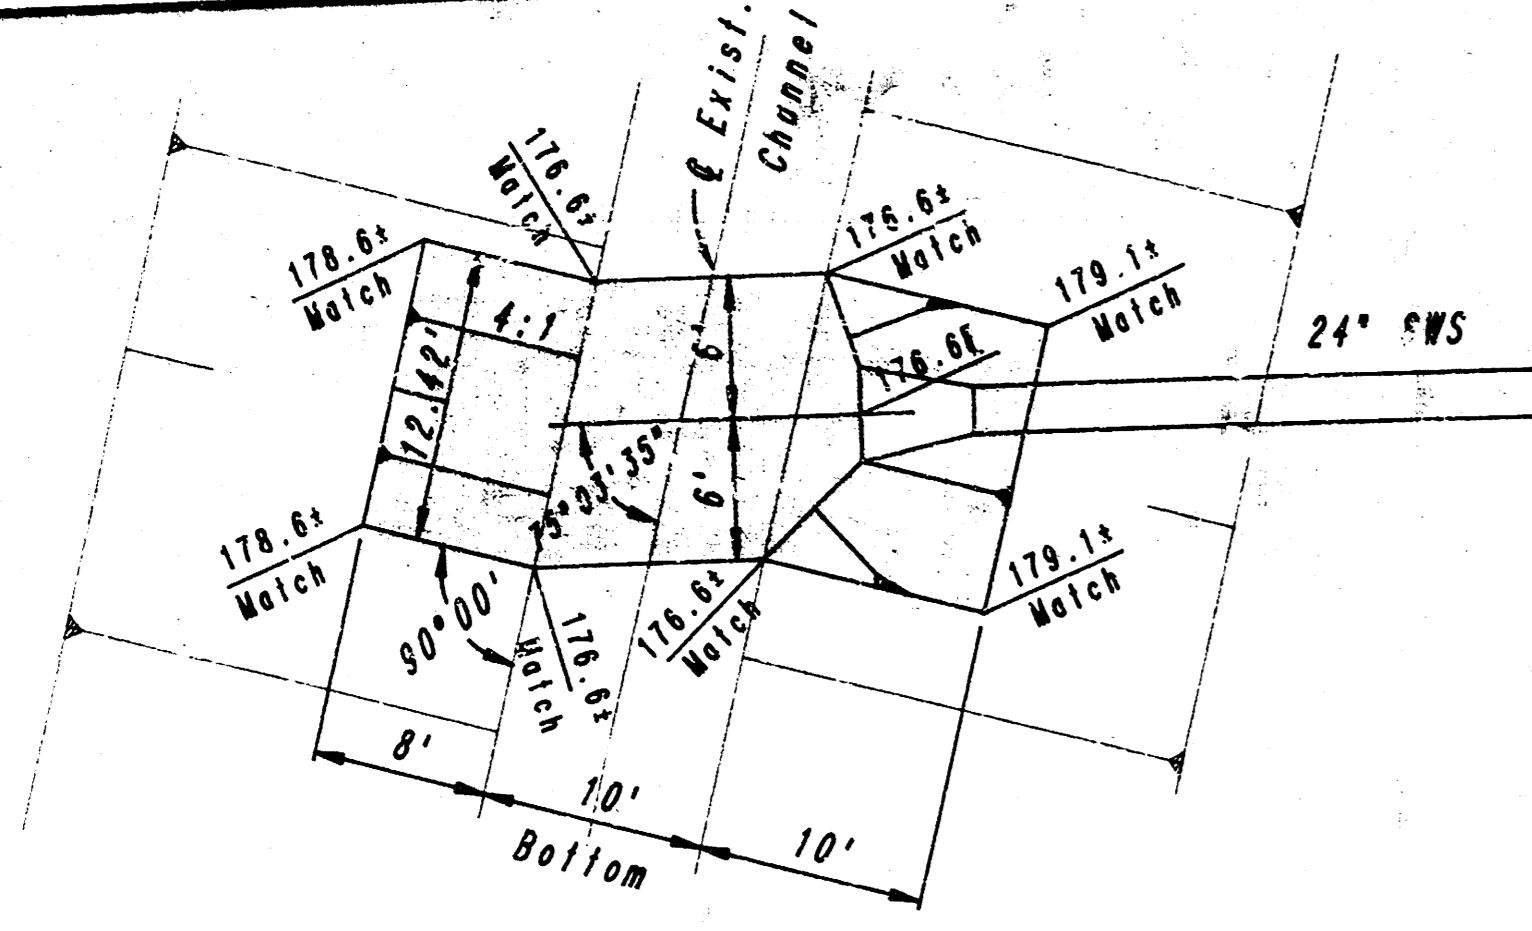 ℄ Exist.
Channel
176.6±
Match
178.6±
Match
176.6±
Match
179.1±
Match
4:1
6'
176.6±
24" SWS
12.42'
75°03'35"
6'
178.6±
Match
179.1±
Match
90°00'
176.6±
Match
176.6±
Match
8'
10'
Bottom
10'